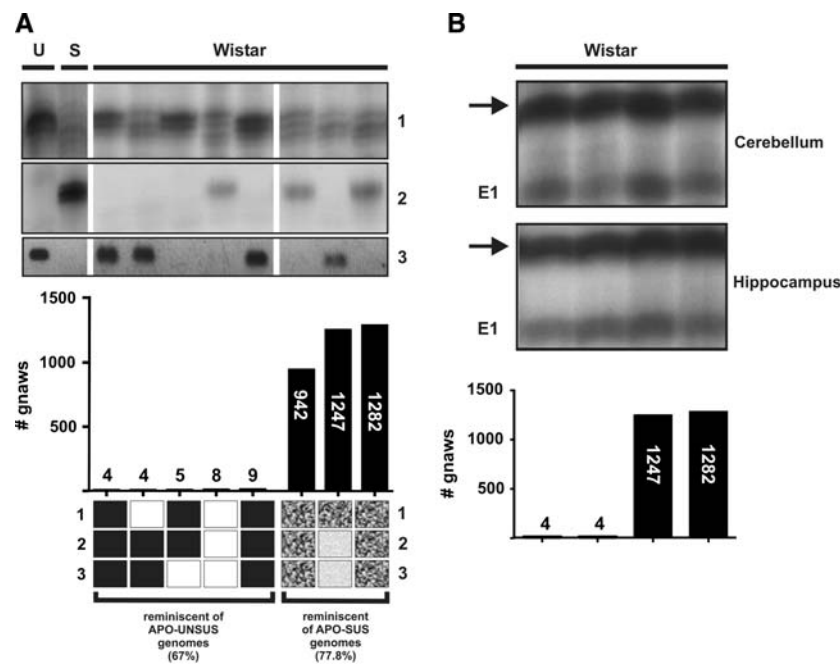 A
U S Wistar
1
2
3
1500
1000
500
# gnaws
4 4 5 8 9 942 1247 1282
1 1
2 2
3 3
reminiscent of
APO-UNSUS
genomes
(67%)
reminiscent
of APO-SUS
genomes
(77.8%)
B
Wistar
Cerebellum
E1
Hippocampus
E1
1500
1000
500
# gnaws
4 4 1247 1282